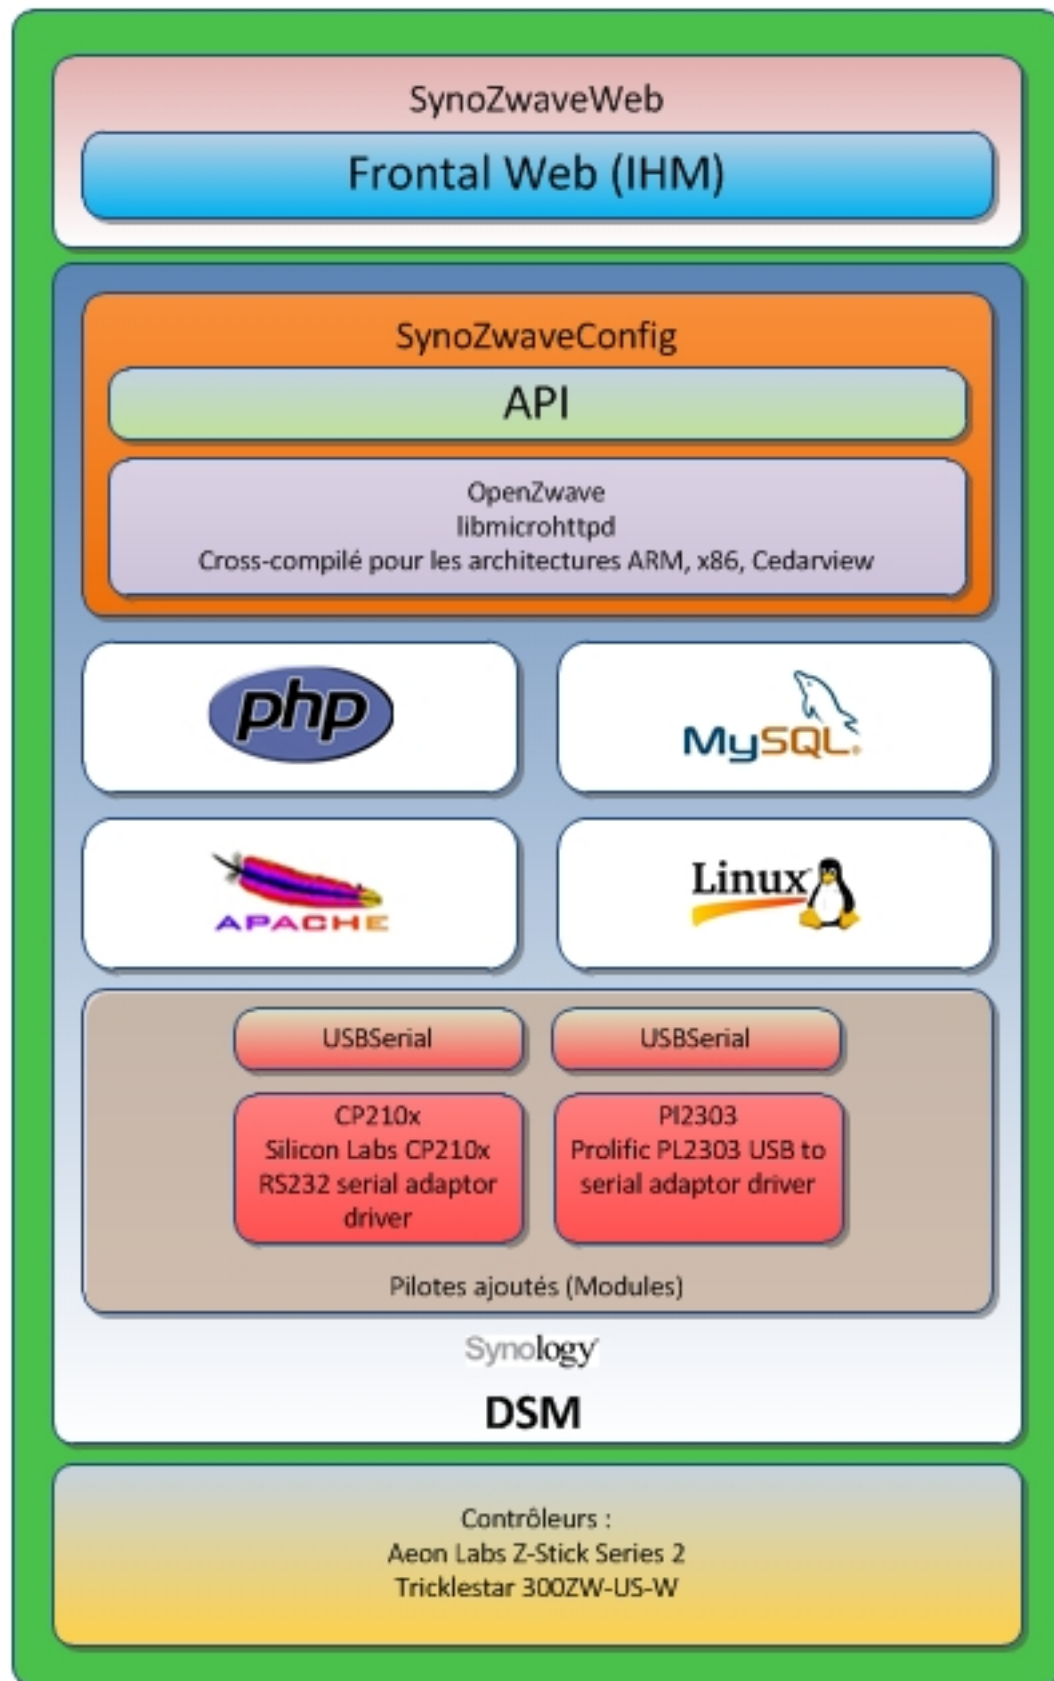 SynoZwaveWeb
Frontal Web (IHM)
SynoZwaveConfig
API
OpenZwave
libmicrohttpd
Cross-compilé pour les architectures ARM, x86, Cedarview
php
MySQL®
APACHE
Linux
USBSerial
USBSerial
CP210x
Silicon Labs CP210x
RS232 serial adaptor
driver
Pl2303
Prolific PL2303 USB to
serial adaptor driver
Pilotes ajoutés (Modules)
Synology
DSM
Contrôleurs :
Aeon Labs Z-Stick Series 2
Tricklestar 300ZW-US-W